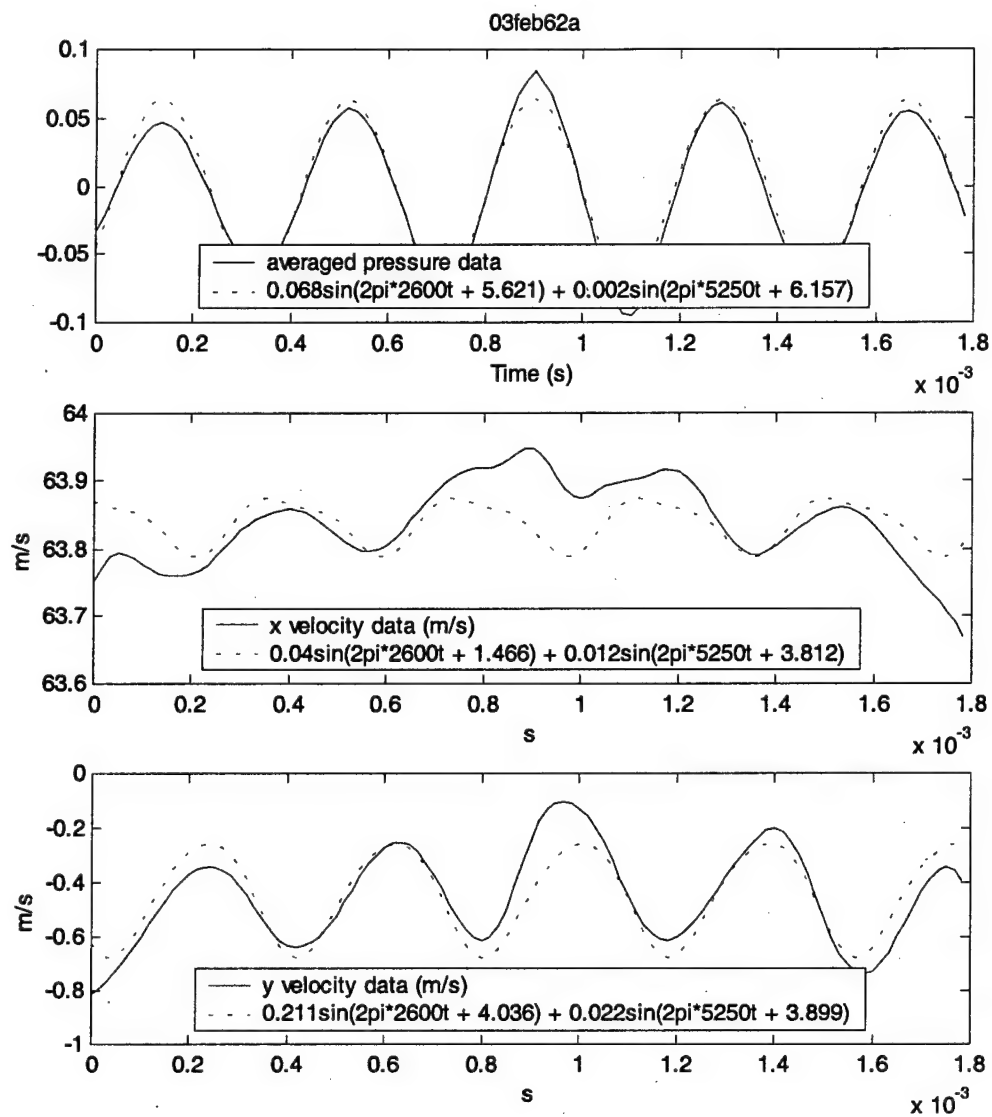 03feb62a
0.1
0.05
0
-0.05
-0.1
averaged pressure data
0.068sin(2pi*2600t + 5.621) + 0.002sin(2pi*5250t + 6.157)
0 0.2 0.4 0.6 0.8 1 1.2 1.4 1.6 1.8
Time (s)
x 10^-3
64
63.9
63.8
63.7
63.6
m/s
x velocity data (m/s)
0.04sin(2pi*2600t + 1.466) + 0.012sin(2pi*5250t + 3.812)
0 0.2 0.4 0.6 0.8 1 1.2 1.4 1.6 1.8
s
x 10^-3
0
-0.2
-0.4
-0.6
-0.8
-1
m/s
y velocity data (m/s)
0.211sin(2pi*2600t + 4.036) + 0.022sin(2pi*5250t + 3.899)
0 0.2 0.4 0.6 0.8 1 1.2 1.4 1.6 1.8
s
x 10^-3